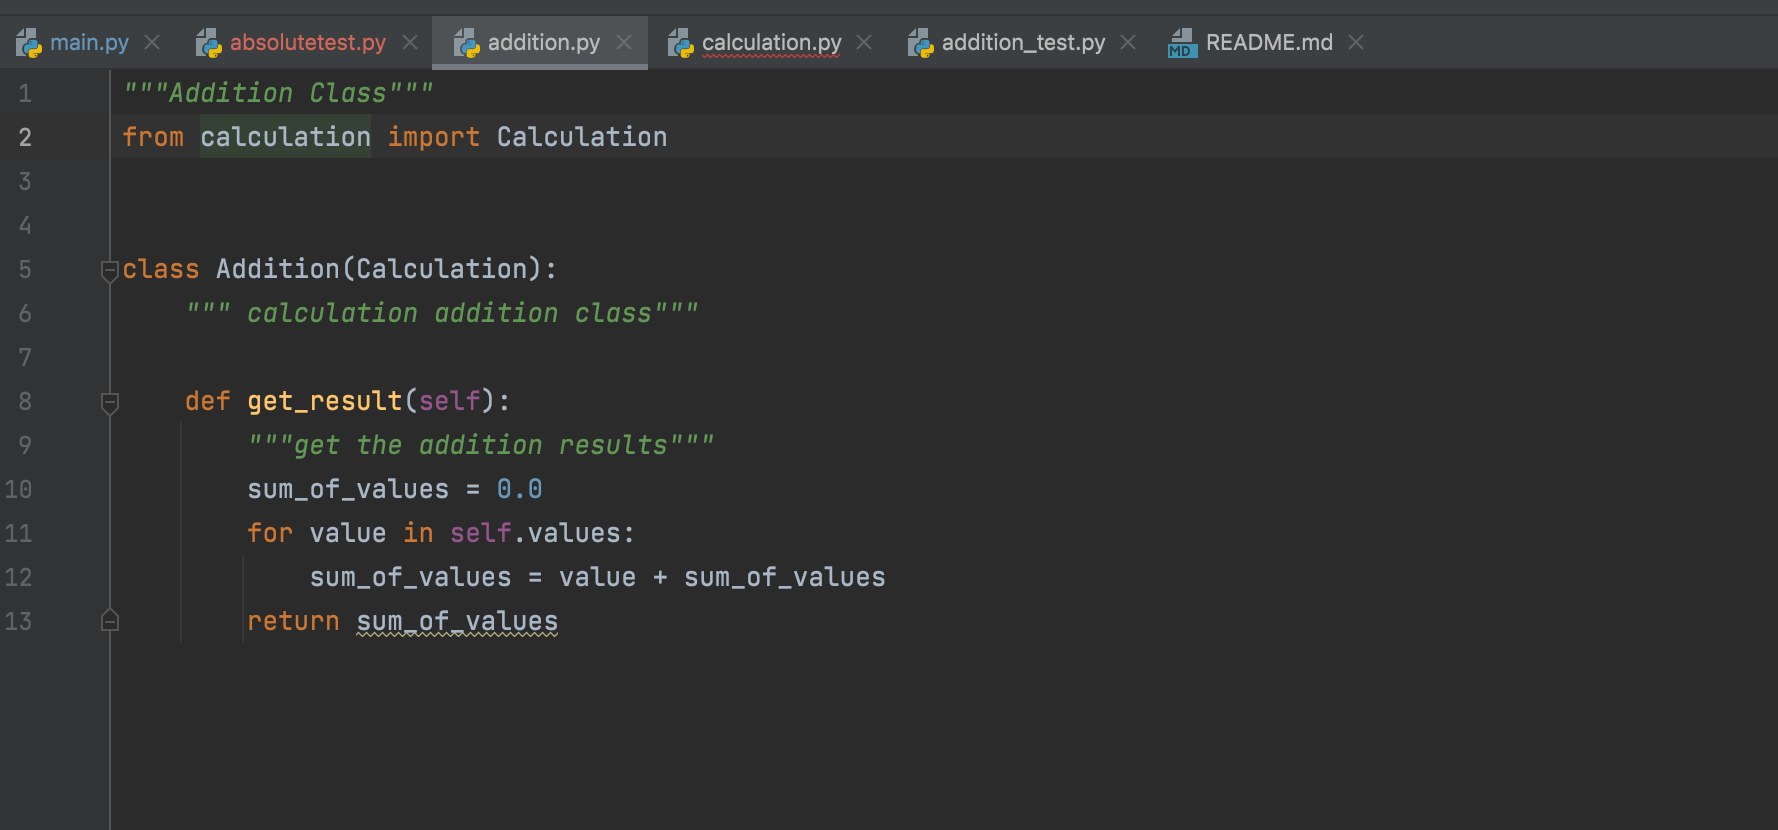 main.py absolutetest.py addition.py calculation.py addition_test.py MD README.md
1 """Addition Class"""
2 from calculation import Calculation
3
4
5 class Addition(Calculation):
6 """ calculation addition class"""
7
8 def get_result(self):
9 """get the addition results"""
10 sum_of_values = 0.0
11 for value in self.values:
12 sum_of_values = value + sum_of_values
13 return sum_of_values